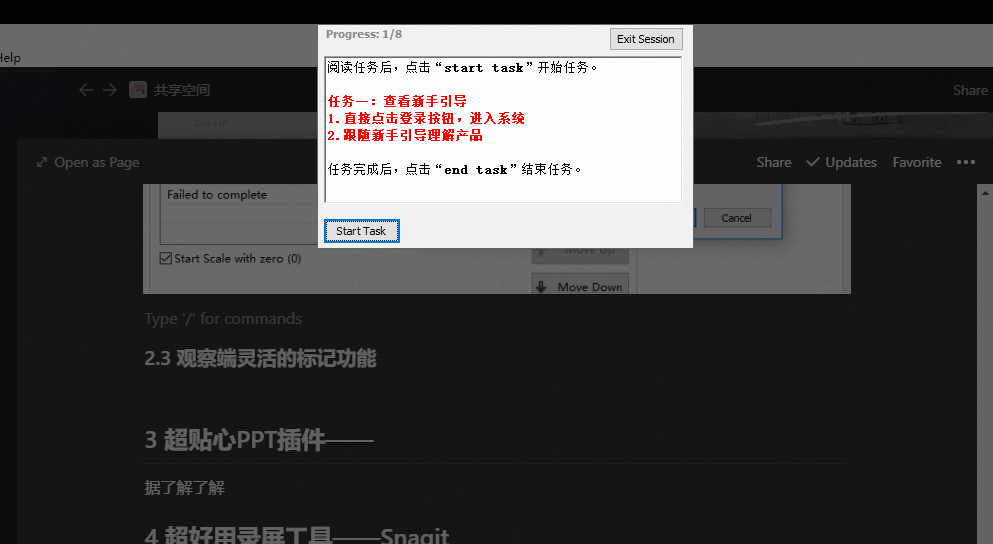 Help
Progress: 1/8
Exit Session
阅读任务后，点击“start task”开始任务。
任务一：查看新手引导
1.直接点击登录按钮，进入系统
2.跟随新手引导理解产品
任务完成后，点击“end task”结束任务。
Start Task
共享空间
Share
Open as Page
Share
Updates
Favorite
Failed to complete
Cancel
Start Scale with zero (0)
Move Up
Move Down
Type '/' for commands
2.3 观察端灵活的标记功能
3 超贴心PPT插件——
据了解了解
4 超好用录屏工具——Snagit